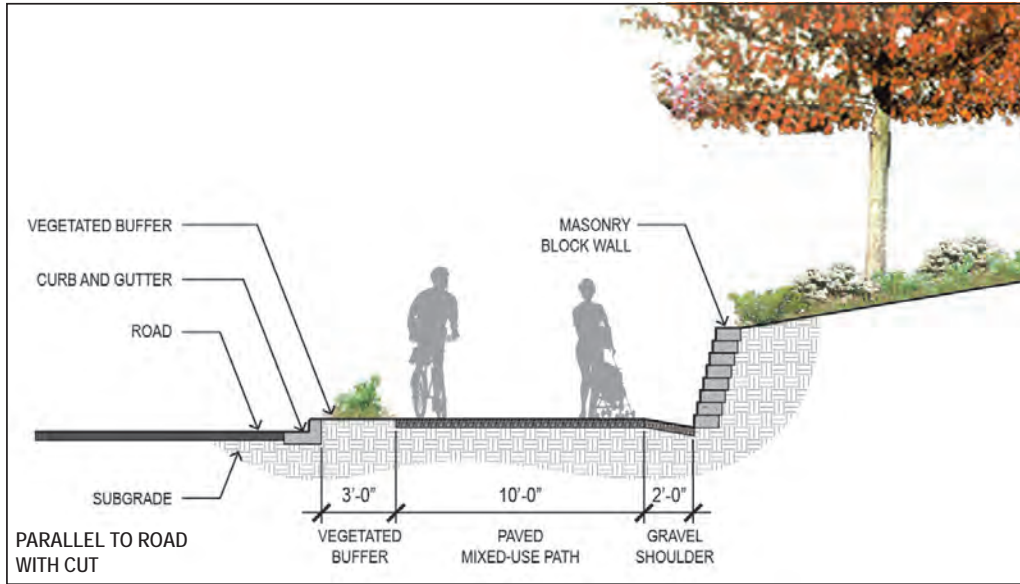 VEGETATED BUFFER
CURB AND GUTTER
ROAD
SUBGRADE
MASONRY
BLOCK WALL
3'-0"
10'-0"
2'-0"
VEGETATED
BUFFER
PAVED
MIXED-USE PATH
GRAVEL
SHOULDER
PARALLEL TO ROAD
WITH CUT